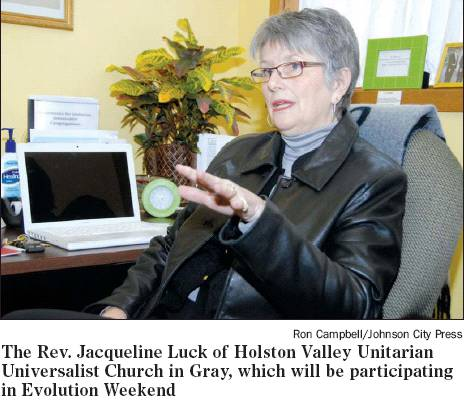 Ron Campbell/Johnson City Press
The Rev. Jacqueline Luck of Holston Valley Unitarian
Universalist Church in Gray, which will be participating
in Evolution Weekend